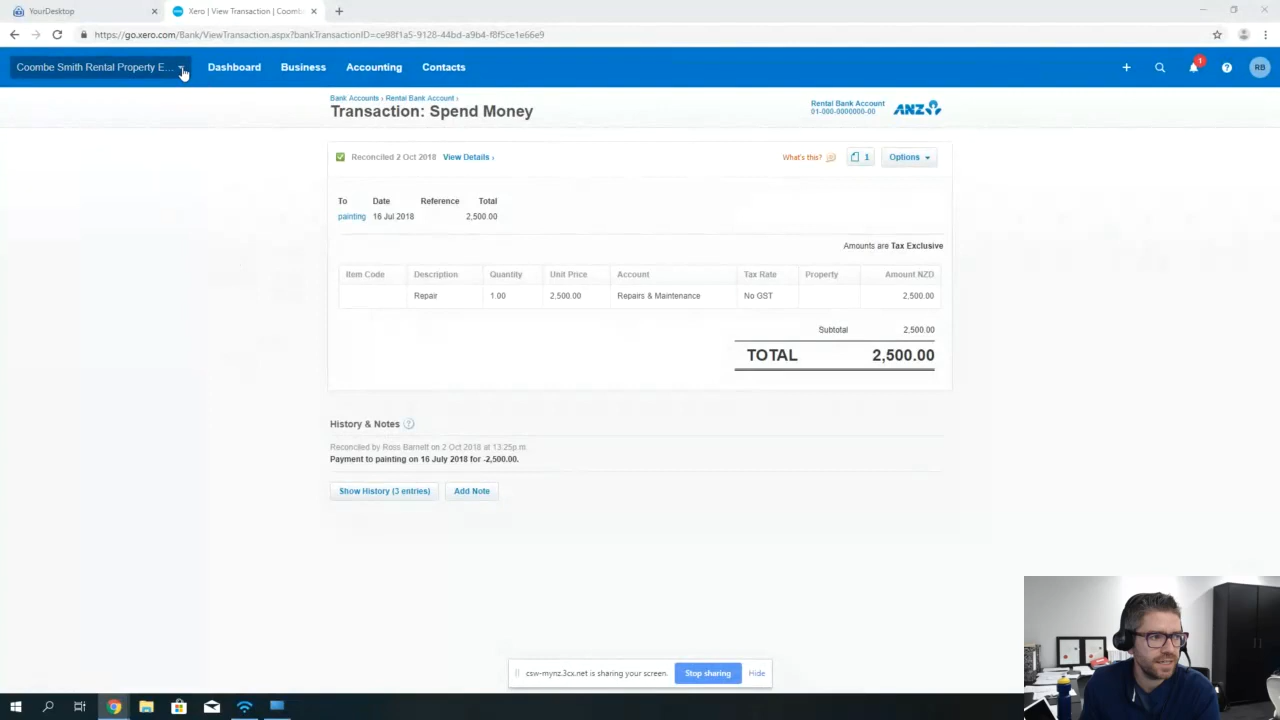 YourDesktop
Xero | View Transaction | Coomb
https://go.xero.com/Bank/ViewTransaction.aspx?bankTransactionID=ce98f1a5-9128-44bd-a9b4-f8f5ce1e66e9
Coombe Smith Rental Property E... Dashboard Business Accounting Contacts 1 RB
Bank Accounts › Rental Bank Account ›
Transaction: Spend Money
Rental Bank Account
01-000-0000000-00
ANZ
Reconciled 2 Oct 2018 View Details ›
What's this? 1 Options
To Date Reference Total
painting 16 Jul 2018 2,500.00
Amounts are Tax Exclusive
Item Code Description Quantity Unit Price Account Tax Rate Property Amount NZD
Repair 1.00 2,500.00 Repairs & Maintenance No GST 2,500.00
Subtotal 2,500.00
TOTAL 2,500.00
History & Notes ?
Reconciled by Ross Barnett on 2 Oct 2018 at 13:25p.m.
Payment to painting on 16 July 2018 for -2,500.00.
Show History (3 entries) Add Note
csw-mynz.3cx.net is sharing your screen. Stop sharing Hide